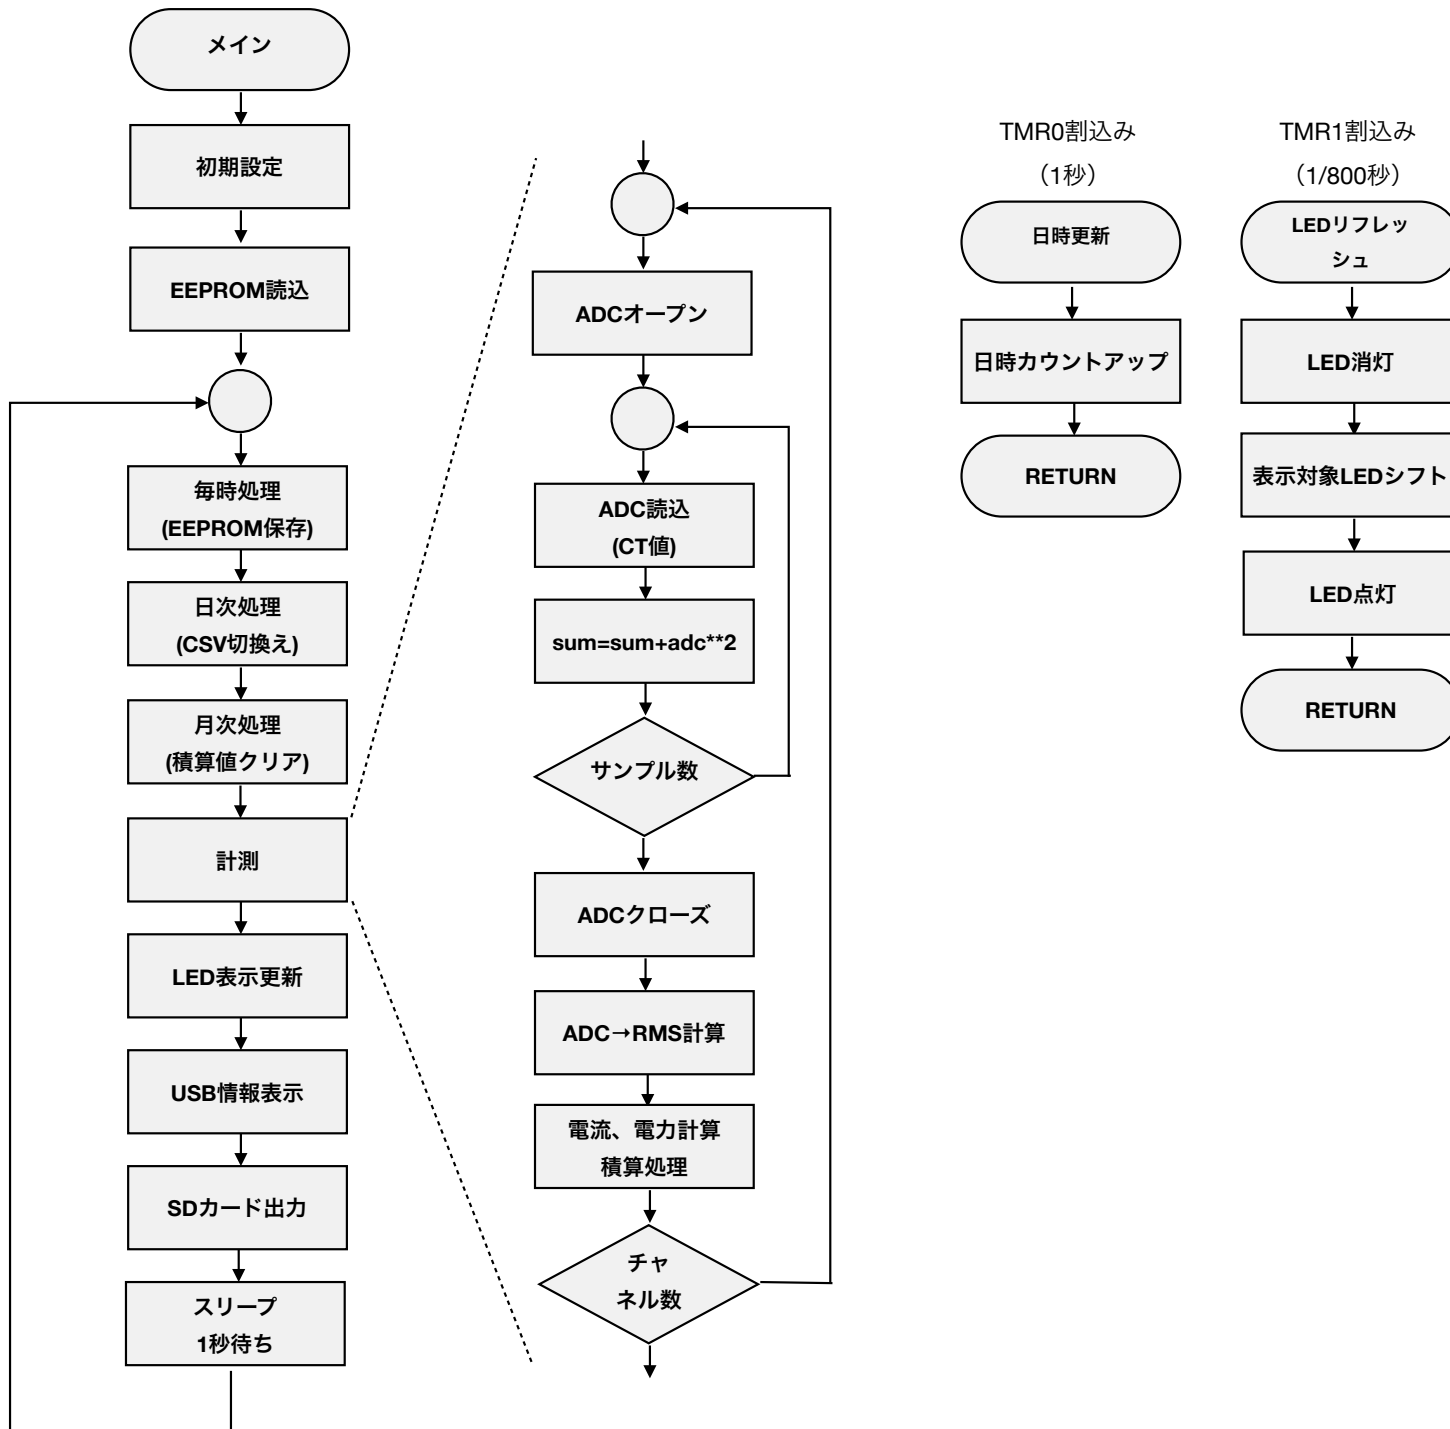 メイン
初期設定
EEPROM読込
毎時処理
(EEPROM保存)
日次処理
(CSV切換え)
月次処理
(積算値クリア)
計測
LED表示更新
USB情報表示
SDカード出力
スリープ
1秒待ち
ADCオープン
ADC読込
(CT値)
sum=sum+adc**2
サンプル数
ADCクローズ
ADC→RMS計算
電流、電力計算
積算処理
チャ
ネル数
TMR0割込み
（1秒）
日時更新
日時カウントアップ
RETURN
TMR1割込み
（1/800秒）
LEDリフレッ
シュ
LED消灯
表示対象LEDシフト
LED点灯
RETURN